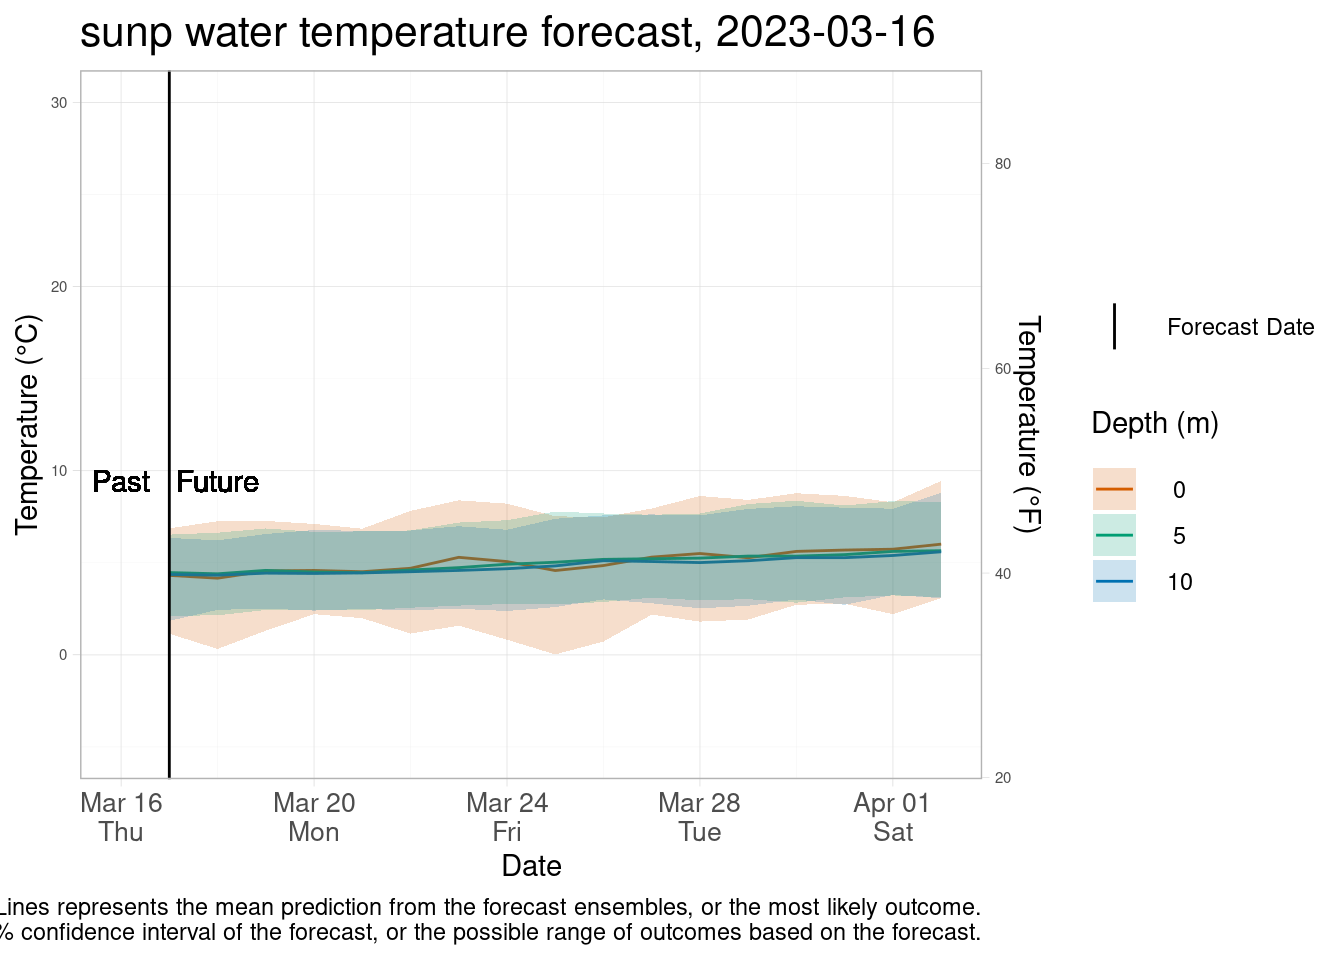 sunp water temperature forecast, 2023-03-16
30
20
10
0
Temperature (°C)
Past
Future
80
60
40
20
Temperature (°F)
Forecast Date
Depth (m)
0
5
10
Mar 16
Thu
Mar 20
Mon
Mar 24
Fri
Mar 28
Tue
Apr 01
Sat
Date
Lines represents the mean prediction from the forecast ensembles, or the most likely outcome.
% confidence interval of the forecast, or the possible range of outcomes based on the forecast.